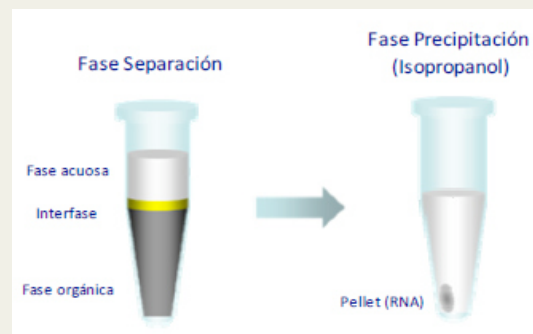 Fase Separación
Fase acuosa
Interfase
Fase orgánica
Fase Precipitación
(Isopropanol)
Pellet (RNA)